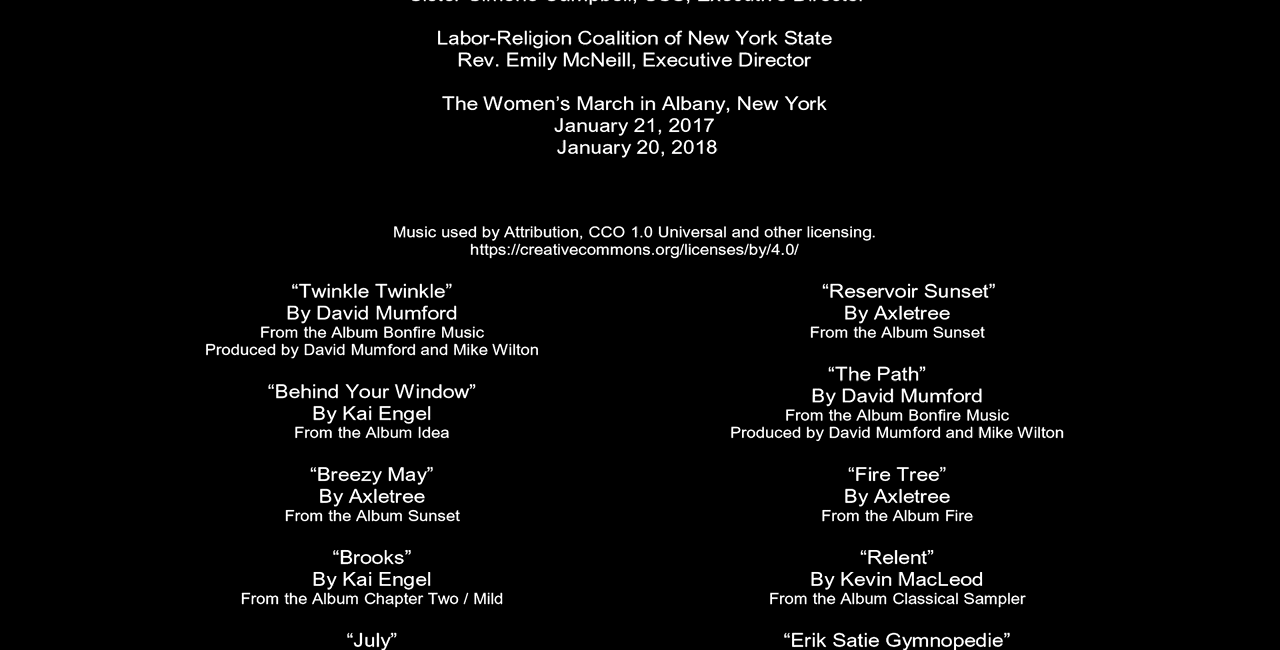 Sister Simone Campbell, CSS, Executive Director
Labor-Religion Coalition of New York State
Rev. Emily McNeill, Executive Director
The Women’s March in Albany, New York
January 21, 2017
January 20, 2018
Music used by Attribution, CCO 1.0 Universal and other licensing.
https://creativecommons.org/licenses/by/4.0/
“Twinkle Twinkle”
By David Mumford
From the Album Bonfire Music
Produced by David Mumford and Mike Wilton
“Behind Your Window”
By Kai Engel
From the Album Idea
“Breezy May”
By Axletree
From the Album Sunset
“Brooks”
By Kai Engel
From the Album Chapter Two / Mild
“July”
“Reservoir Sunset”
By Axletree
From the Album Sunset
“The Path”
By David Mumford
From the Album Bonfire Music
Produced by David Mumford and Mike Wilton
“Fire Tree”
By Axletree
From the Album Fire
“Relent”
By Kevin MacLeod
From the Album Classical Sampler
“Erik Satie Gymnopedie”